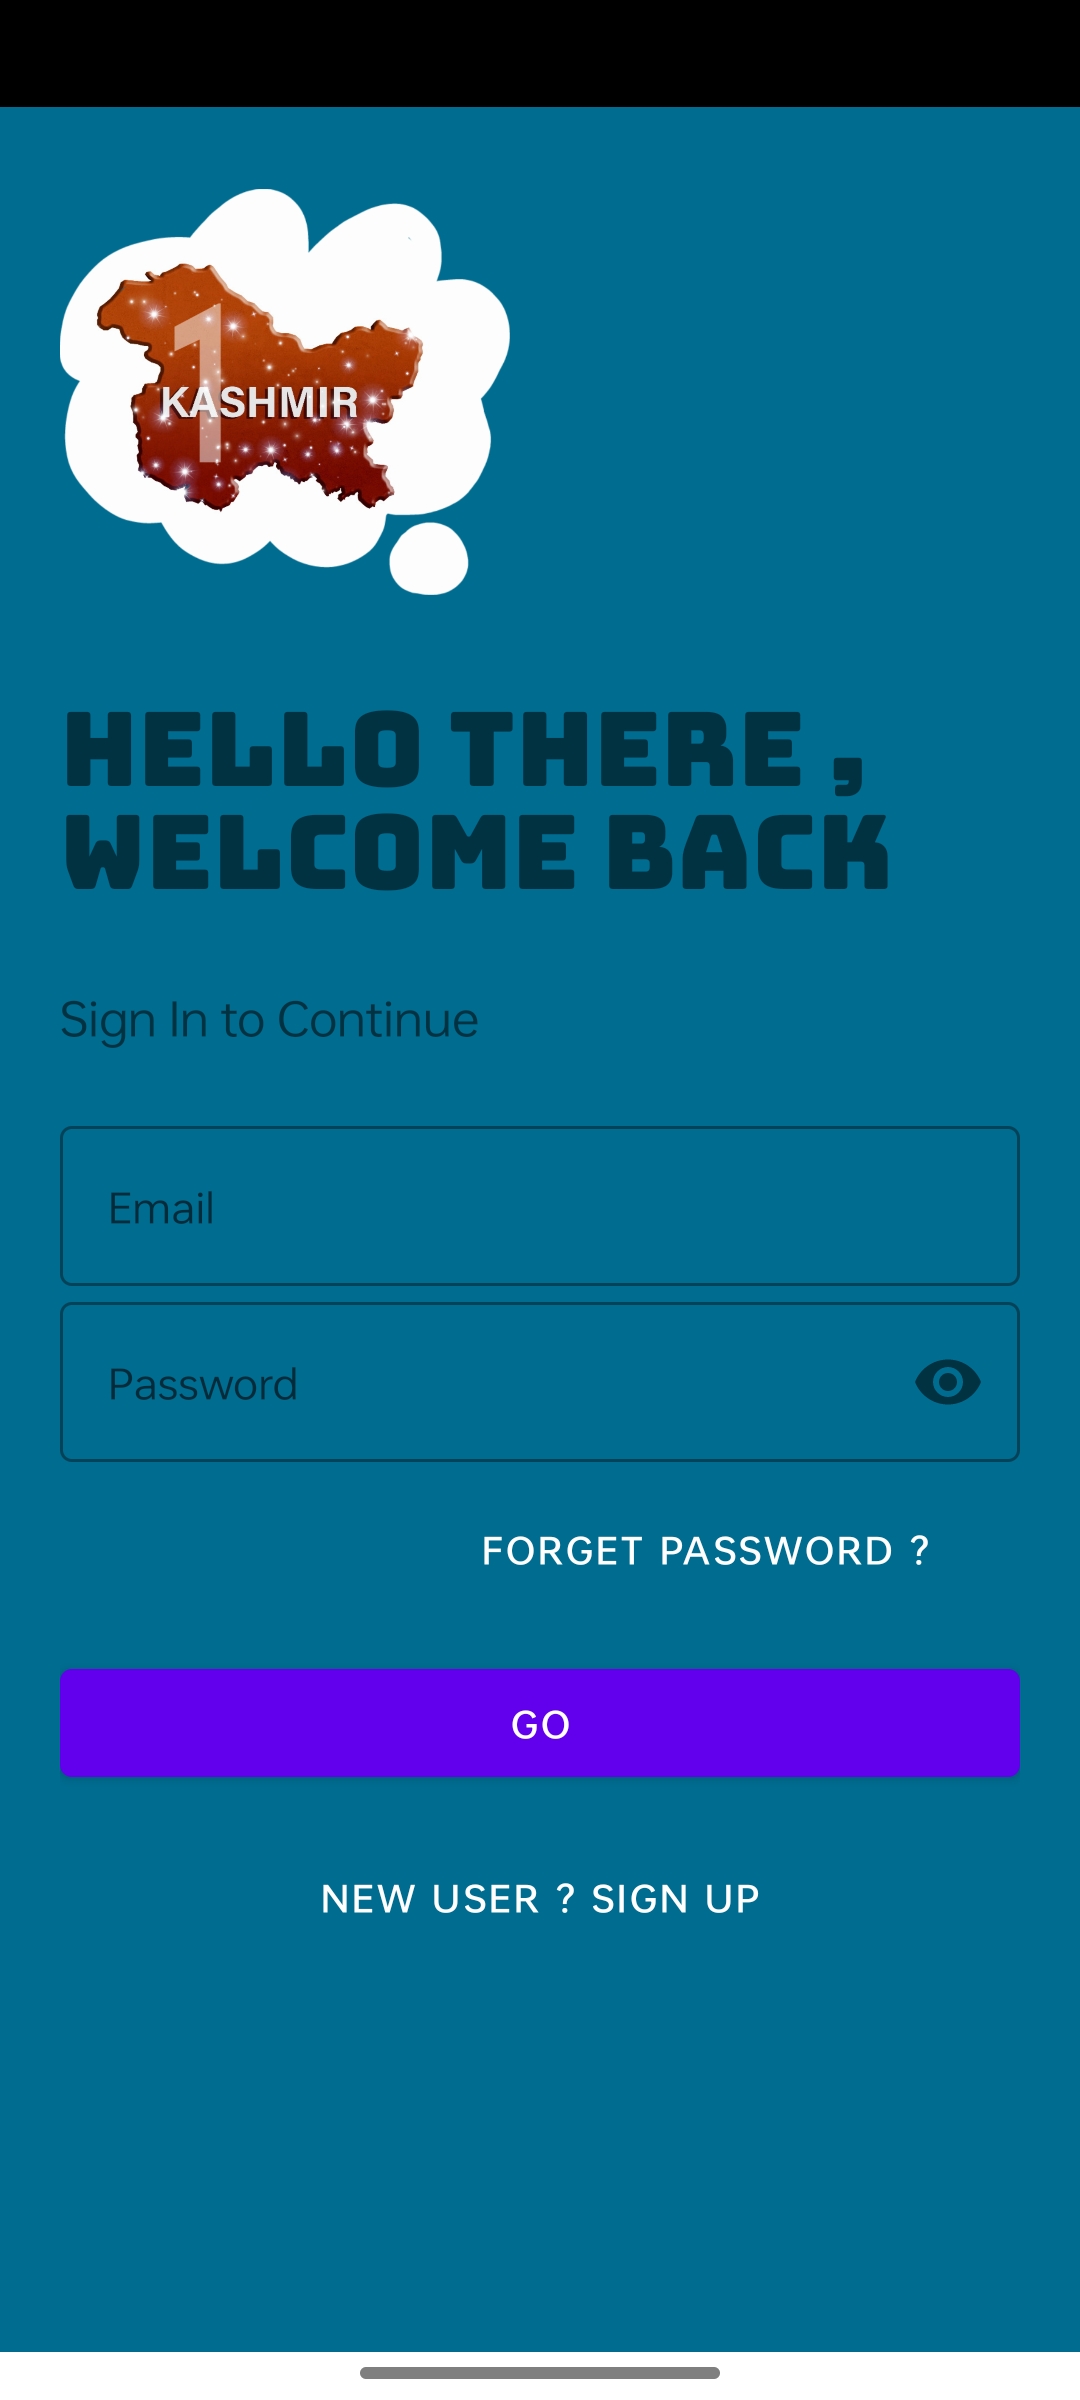 1
KASHMIR
HELLO THERE ,
WELCOME BACK
Sign In to Continue
Email
Password
FORGET PASSWORD ?
GO
NEW USER ? SIGN UP